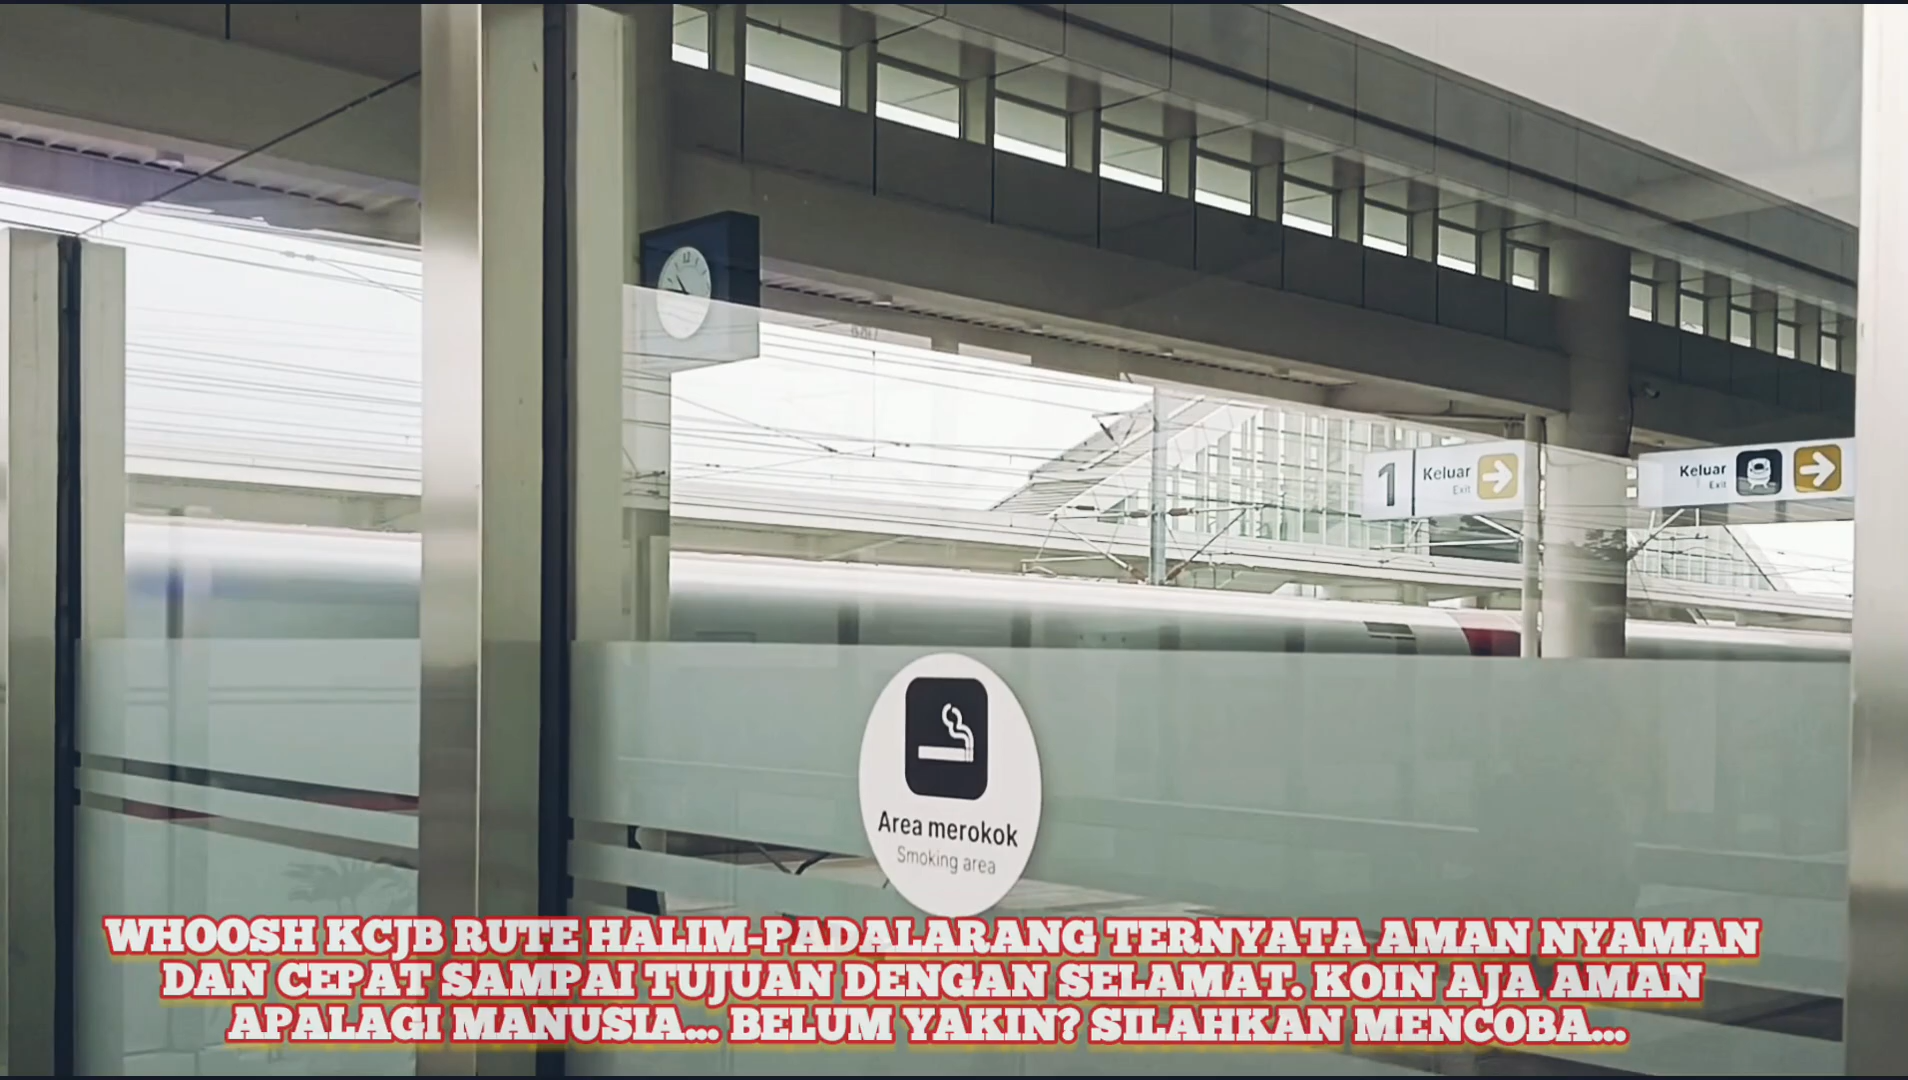 1 Keluar
Exit
Keluar
Exit
Area merokok
Smoking area
WHOOSH KCJB RUTE HALIM-PADALARANG TERNYATA AMAN NYAMAN
DAN CEPAT SAMPAI TUJUAN DENGAN SELAMAT. KOIN AJA AMAN
APALAGI MANUSIA... BELUM YAKIN? SILAHKAN MENCOBA...